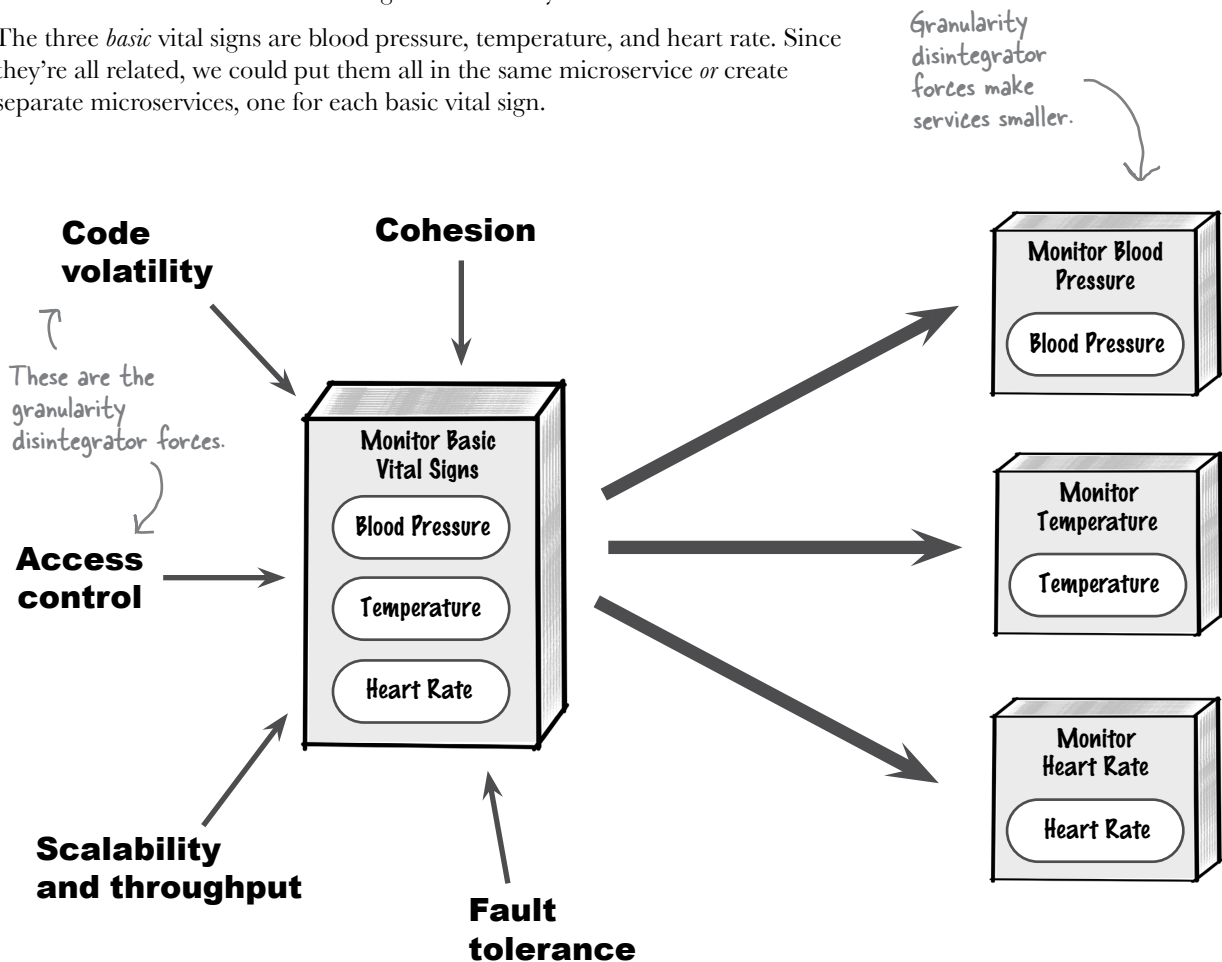 The three basic vital signs are blood pressure, temperature, and heart rate. Since
they're all related, we could put them all in the same microservice or create
separate microservices, one for each basic vital sign.
Granularity
disintegrator
forces make
services smaller.
Code
volatility
Cohesion
These are the
granularity
disintegrator forces.
Access
control
Scalability
and throughput
Fault
tolerance
Monitor Basic
Vital Signs
Blood Pressure
Temperature
Heart Rate
Monitor Blood
Pressure
Blood Pressure
Monitor
Temperature
Temperature
Monitor
Heart Rate
Heart Rate